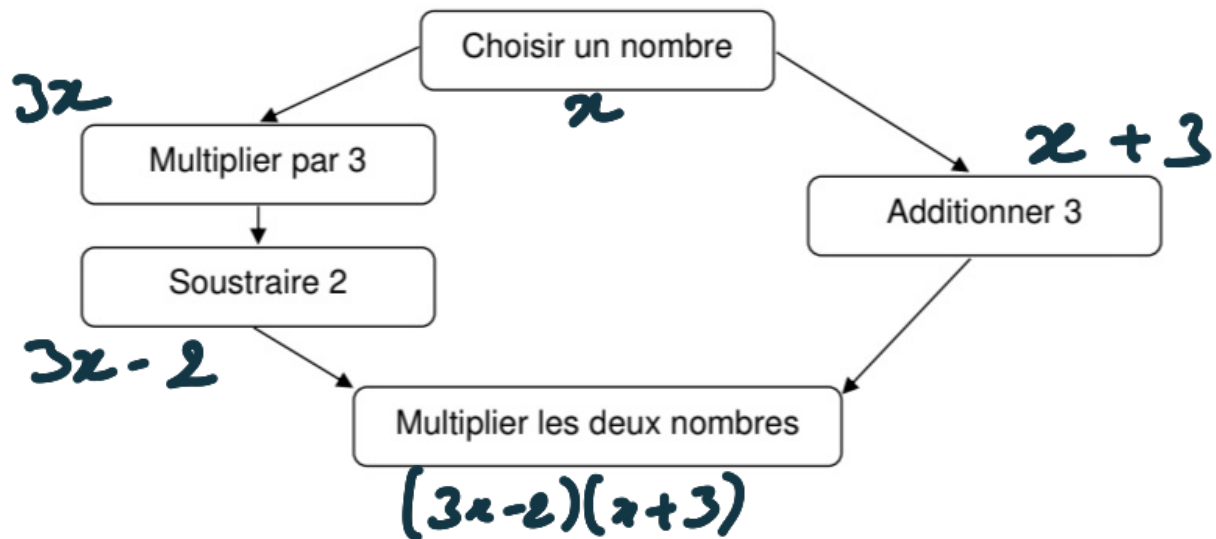 Choisir un nombre
x
3x
Multiplier par 3
x + 3
Additionner 3
Soustraire 2
3x - 2
Multiplier les deux nombres
(3x-2)(x+3)